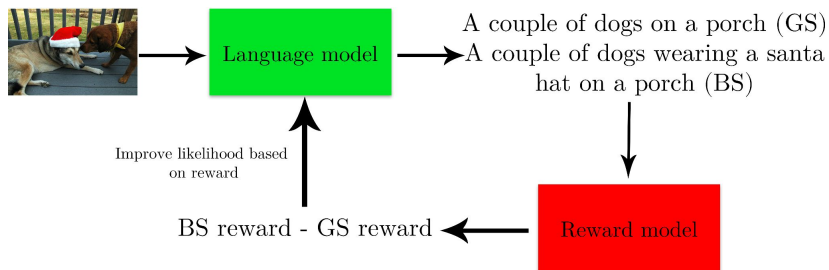 Language model
A couple of dogs on a porch (GS)
A couple of dogs wearing a santa
hat on a porch (BS)
Improve likelihood based
on reward
BS reward - GS reward
Reward model